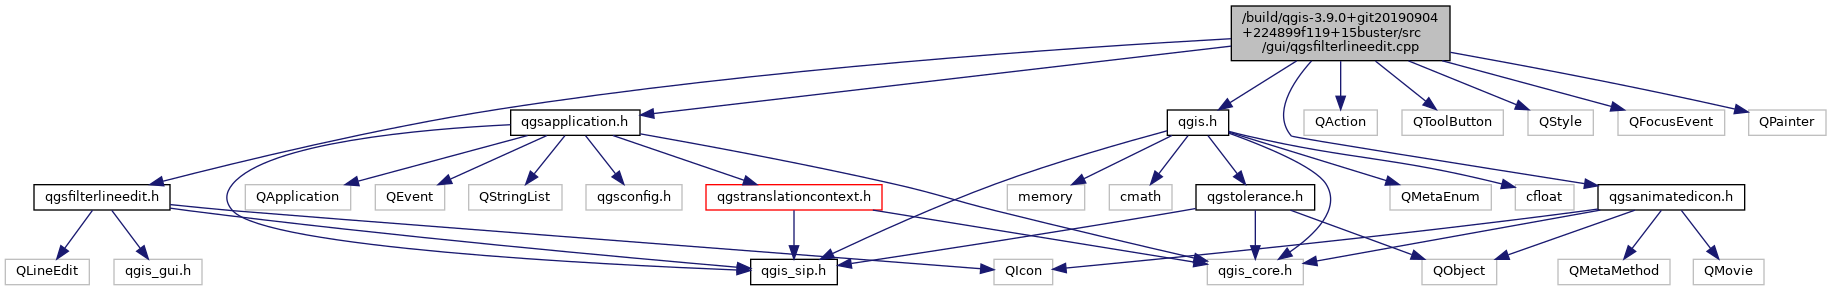 /build/qgis-3.9.0+git20190904
+224899f119+15buster/src
/gui/qgsfilterlineedit.cpp
qgsapplication.h
qgis.h
QAction
QToolButton
QStyle
QFocusEvent
QPainter
qgsfilterlineedit.h
QApplication
QEvent
QStringList
qgsconfig.h
qgstranslationcontext.h
memory
cmath
qgstolerance.h
QMetaEnum
cfloat
qgsanimatedicon.h
QLineEdit
qgis_gui.h
qgis_sip.h
QIcon
qgis_core.h
QObject
QMetaMethod
QMovie